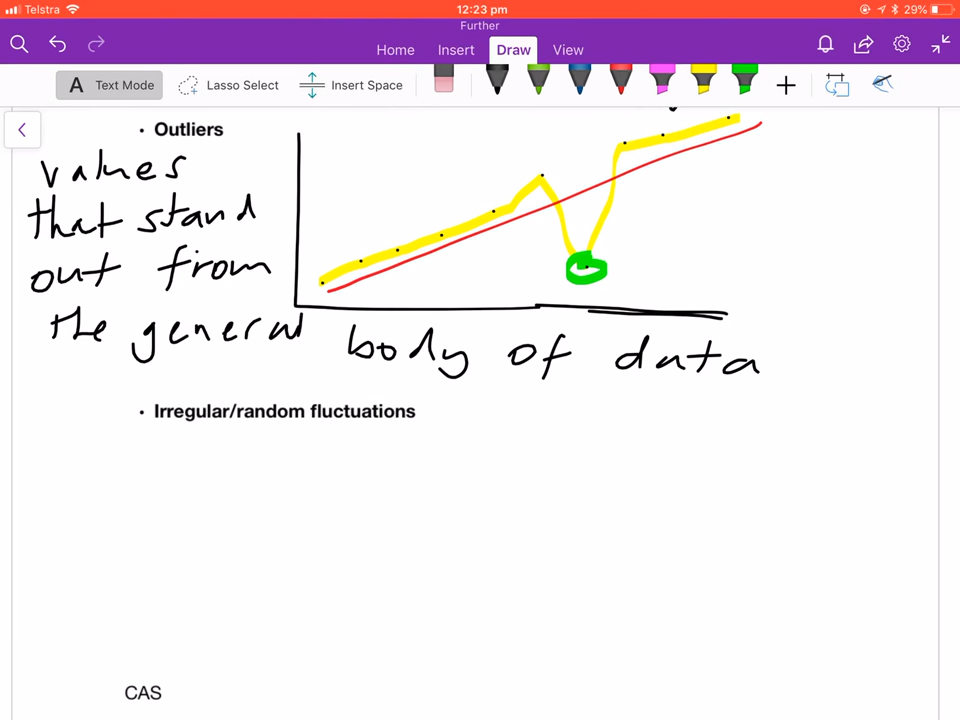 Telstra
12:23 pm
29%
Further
Home Insert Draw View
A Text Mode Lasso Select Insert Space
• Outliers
values
that stand
out from
the general body of data
• Irregular/random fluctuations
CAS